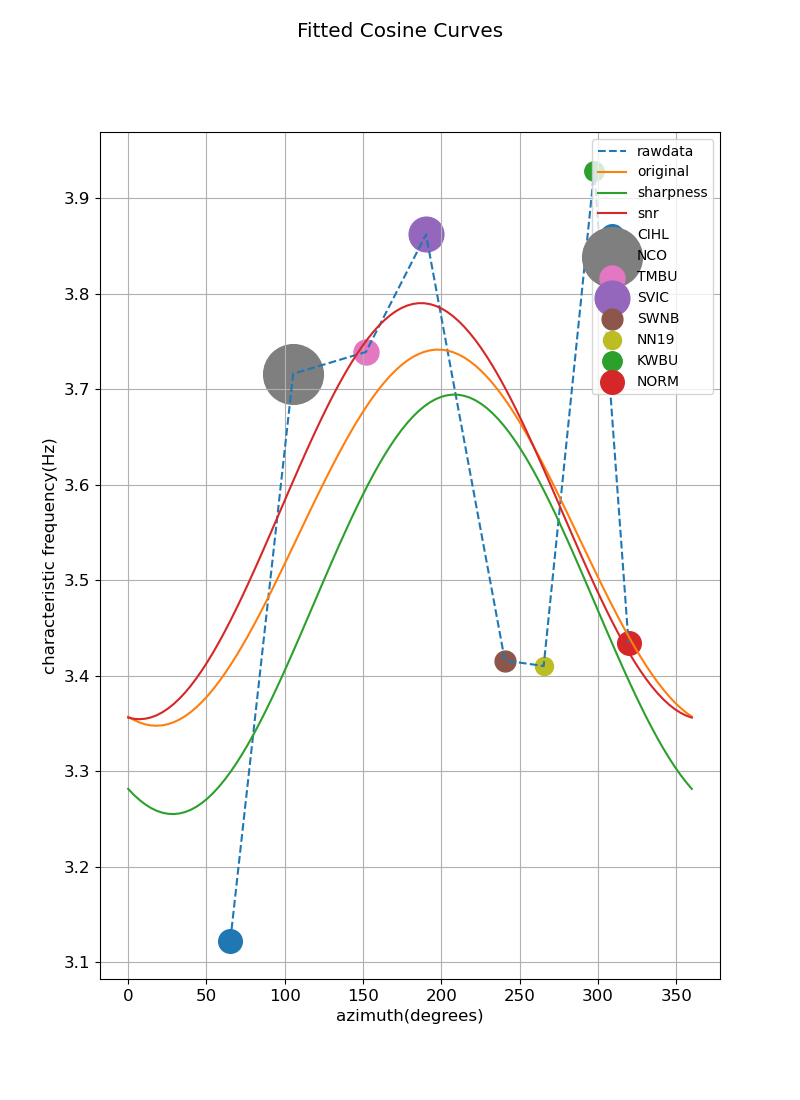 Fitted Cosine Curves
rawdata
original
sharpness
snr
CIHL
NCO
TMBU
SVIC
SWNB
NN19
KWBU
NORM
characteristic frequency(Hz)
3.9
3.8
3.7
3.6
3.5
3.4
3.3
3.2
3.1
0 50 100 150 200 250 300 350
azimuth(degrees)